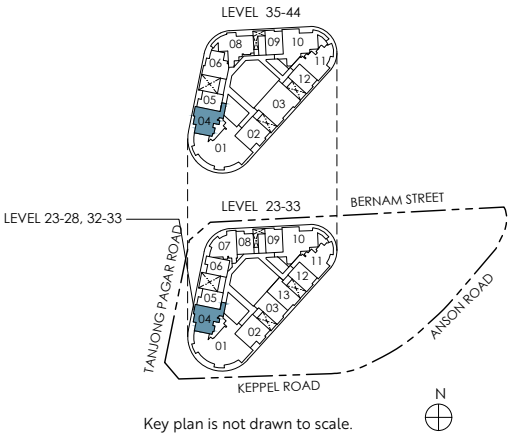 LEVEL 35-44
08
09
10
06
11
12
05
03
04
02
01
LEVEL 23-33
BERNAM STREET
LEVEL 23-28, 32-33
TANJONG PAGAR ROAD
07
08
09
10
06
11
12
05
13
03
04
02
01
ANSON ROAD
KEPPEL ROAD
N
Key plan is not drawn to scale.